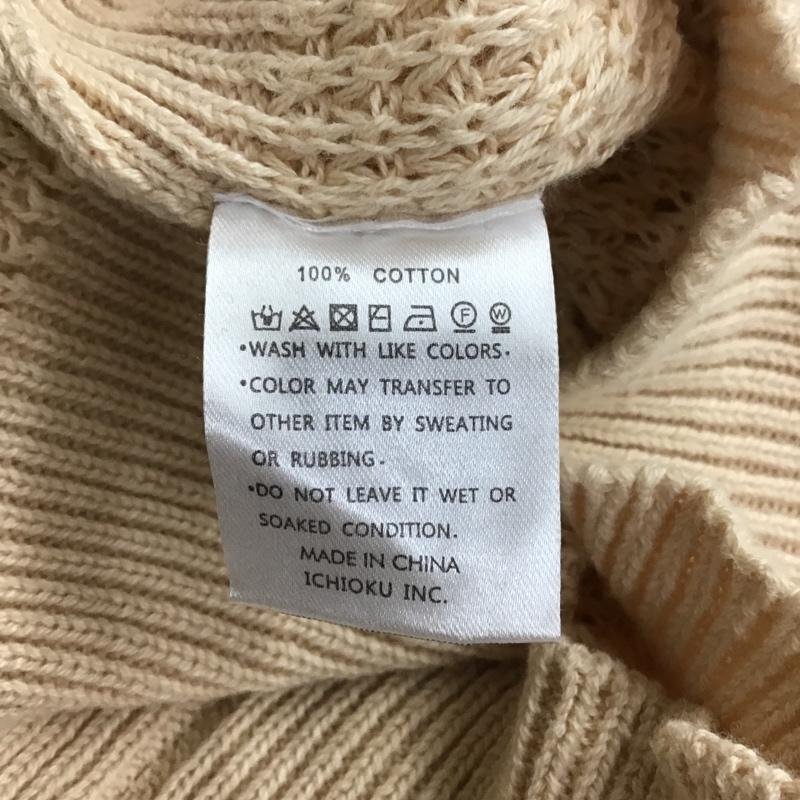 100% COTTON
F W
•WASH WITH LIKE COLORS.
•COLOR MAY TRANSFER TO
OTHER ITEM BY SWEATING
OR RUBBING.
•DO NOT LEAVE IT WET OR
SOAKED CONDITION.
MADE IN CHINA
ICHIOKU INC.